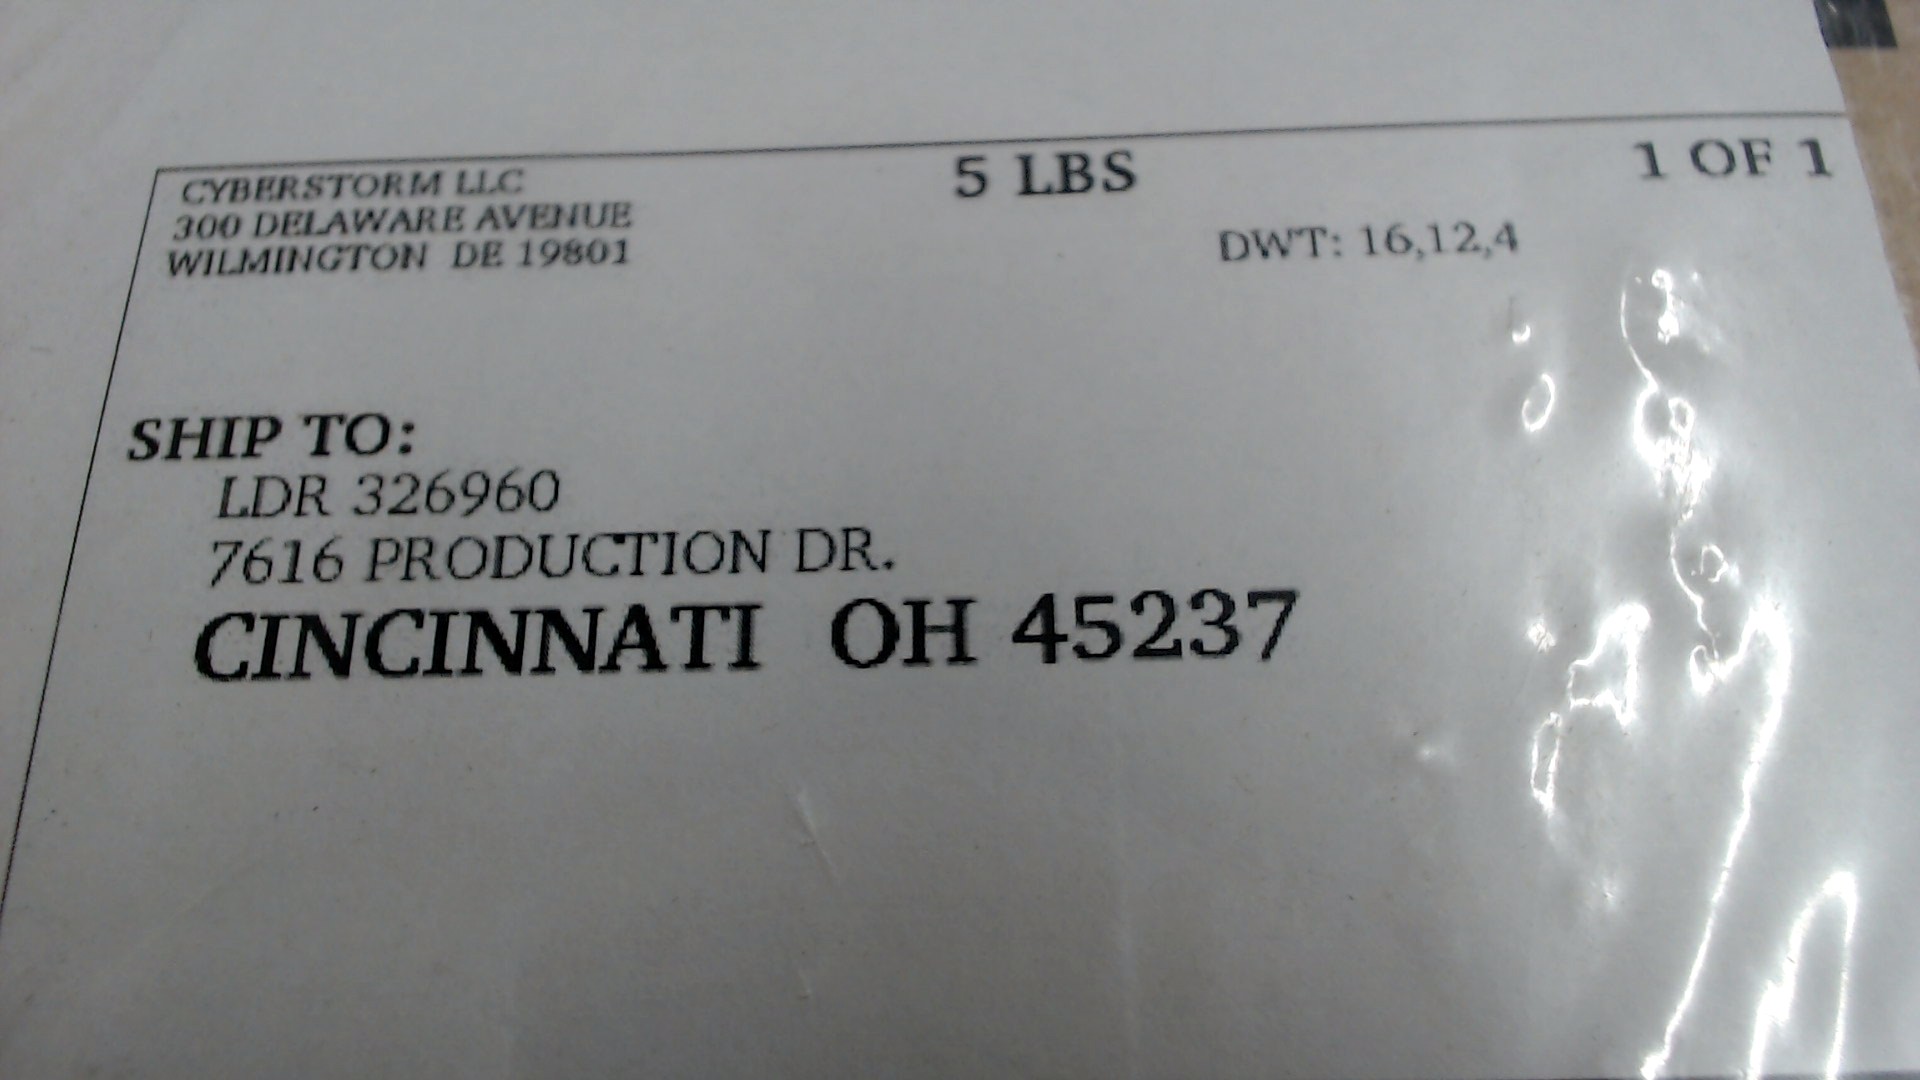 CYBERSTORM LLC
300 DELAWARE AVENUE
WILMINGTON DE 19801
5 LBS
1 OF 1
DWT: 16,12,4
SHIP TO:
LDR 326960
7616 PRODUCTION DR.
CINCINNATI OH 45237